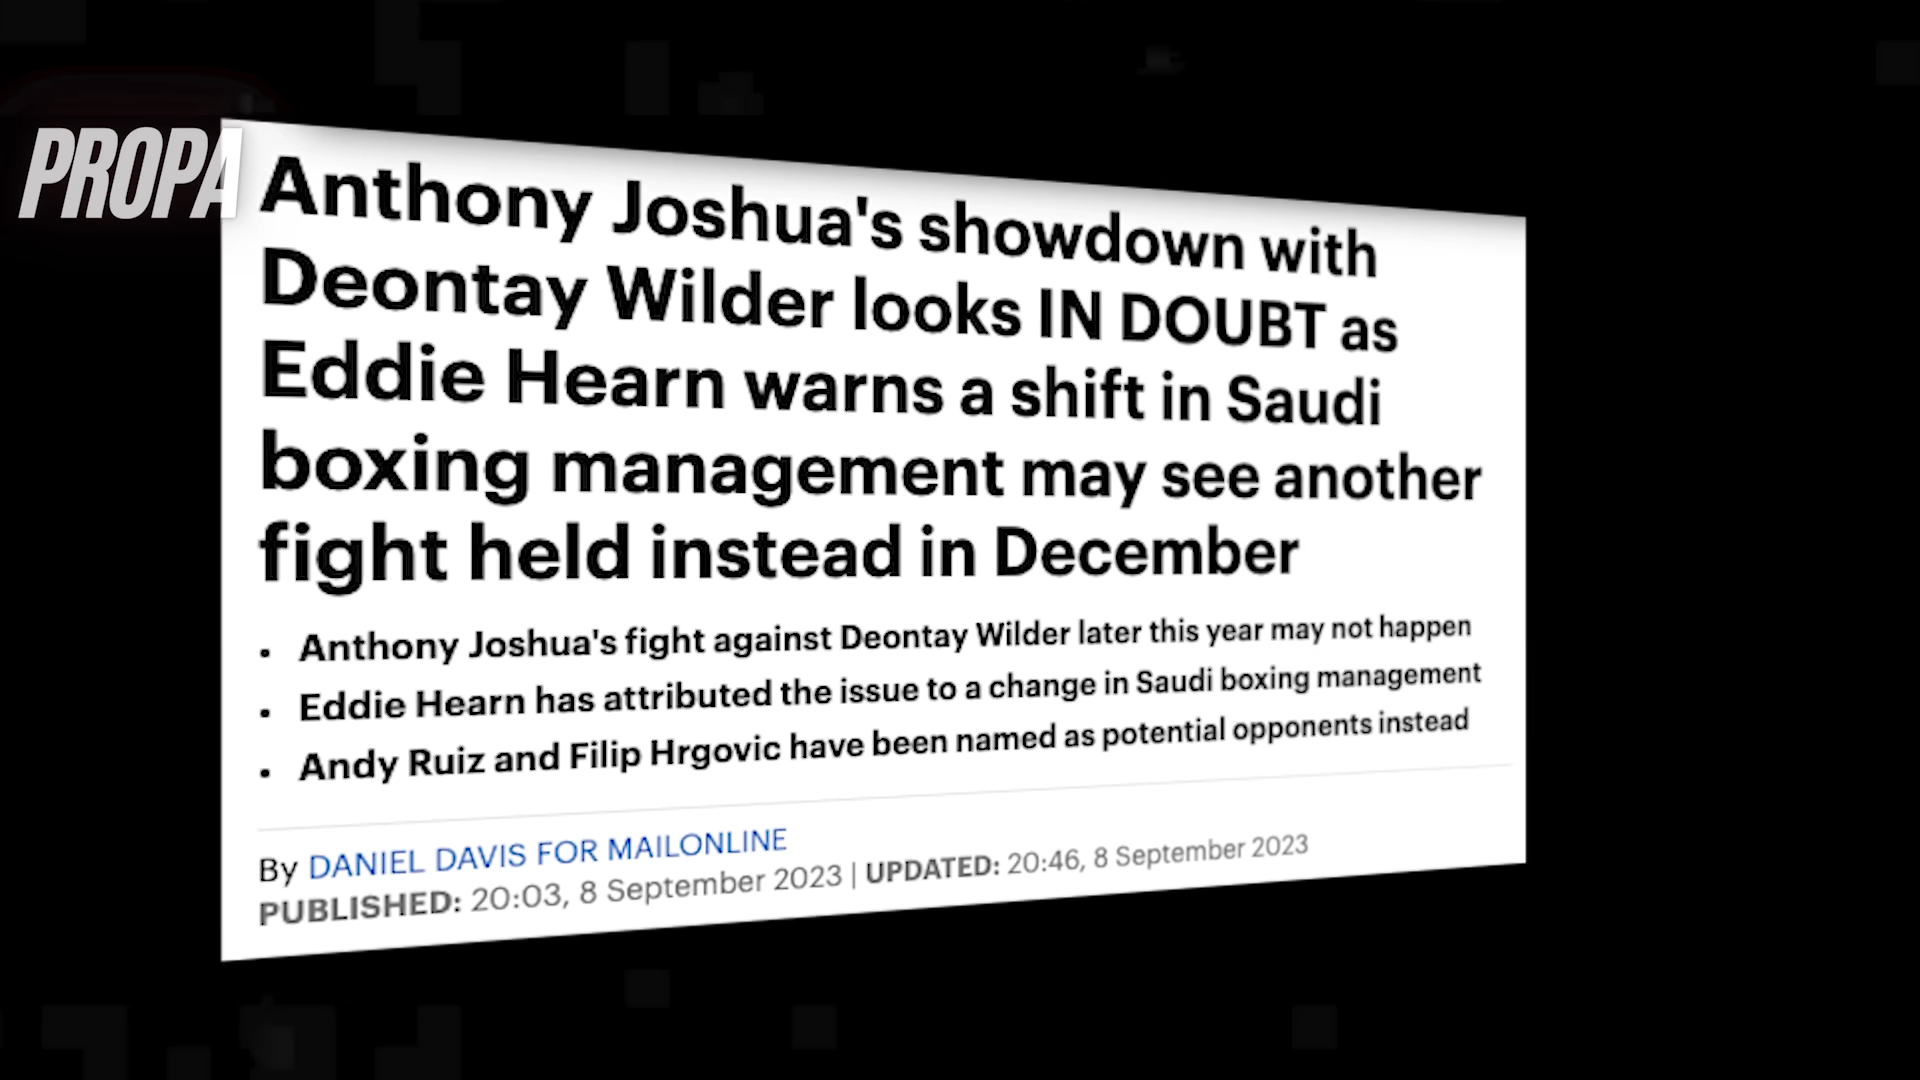 PROPA
Anthony Joshua's showdown with
Deontay Wilder looks IN DOUBT as
Eddie Hearn warns a shift in Saudi
boxing management may see another
fight held instead in December
• Anthony Joshua's fight against Deontay Wilder later this year may not happen
• Eddie Hearn has attributed the issue to a change in Saudi boxing management
• Andy Ruiz and Filip Hrgovic have been named as potential opponents instead
By DANIEL DAVIS FOR MAILONLINE
PUBLISHED: 20:03, 8 September 2023 | UPDATED: 20:46, 8 September 2023